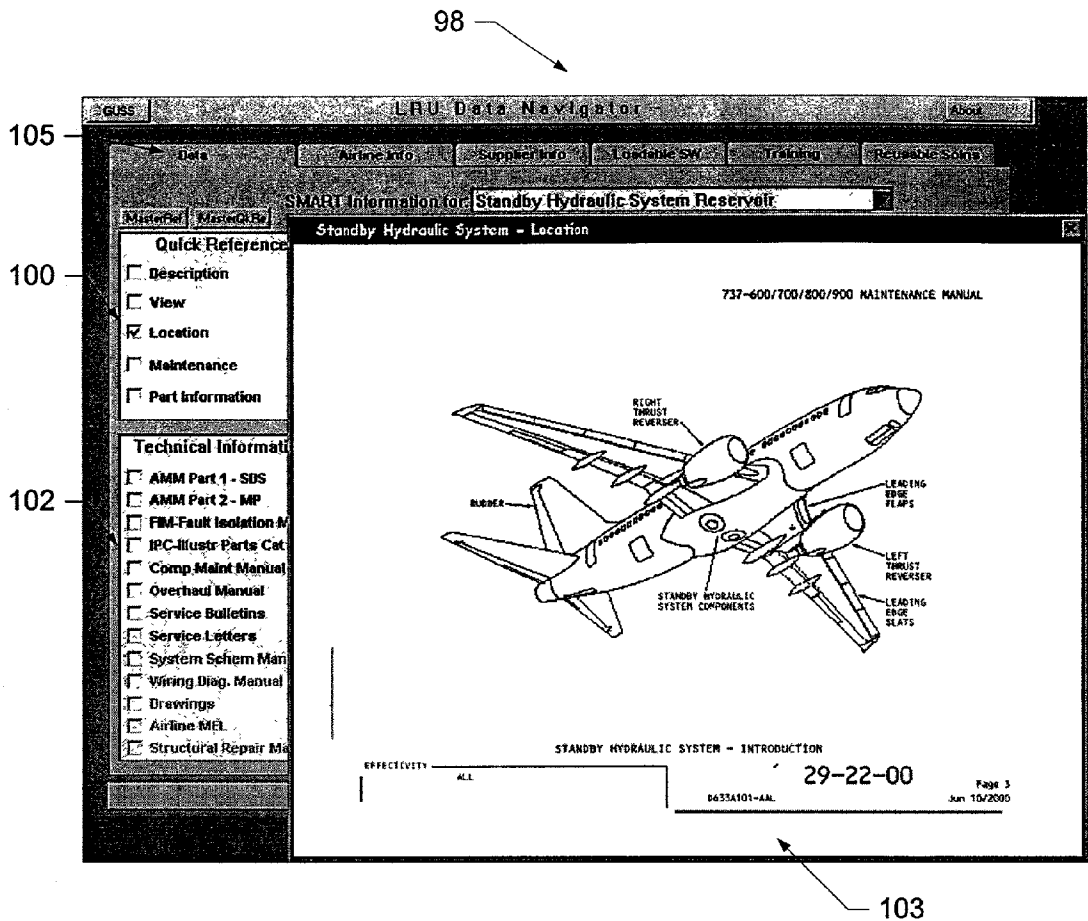 98
GUSS LRU Data Navigator About
105
Data Airline Info Supplier Info Loadable SW Training Reusable Solns
SMART Information for: Standby Hydraulic System Reservoir
MasterRef
Standby Hydraulic System - Location
Quick Reference
100
Description
View
Location
Maintenance
Part Information
737-600/700/800/900 MAINTENANCE MANUAL
RIGHT
THRUST
REVERSER
RUDDER
LEADING
EDGE
FLAPS
LEFT
THRUST
REVERSER
LEADING
EDGE
SLATS
STANDBY HYDRAULIC
SYSTEM COMPONENTS
Technical Informati
102
AMM Part 1 - SDS
AMM Part 2 - MP
FIM-Fault Isolation M
IPC-Illustr Parts Cat
Comp Maint Manual
Overhaul Manual
Service Bulletins
Service Letters
System Schem Man
Wiring Diag. Manual
Drawings
Airline MEL
Structural Repair Ma
STANDBY HYDRAULIC SYSTEM - INTRODUCTION
EFFECTIVITY
ALL
29-22-00
D633A101-AAL
Page 3
Jun 10/2000
103